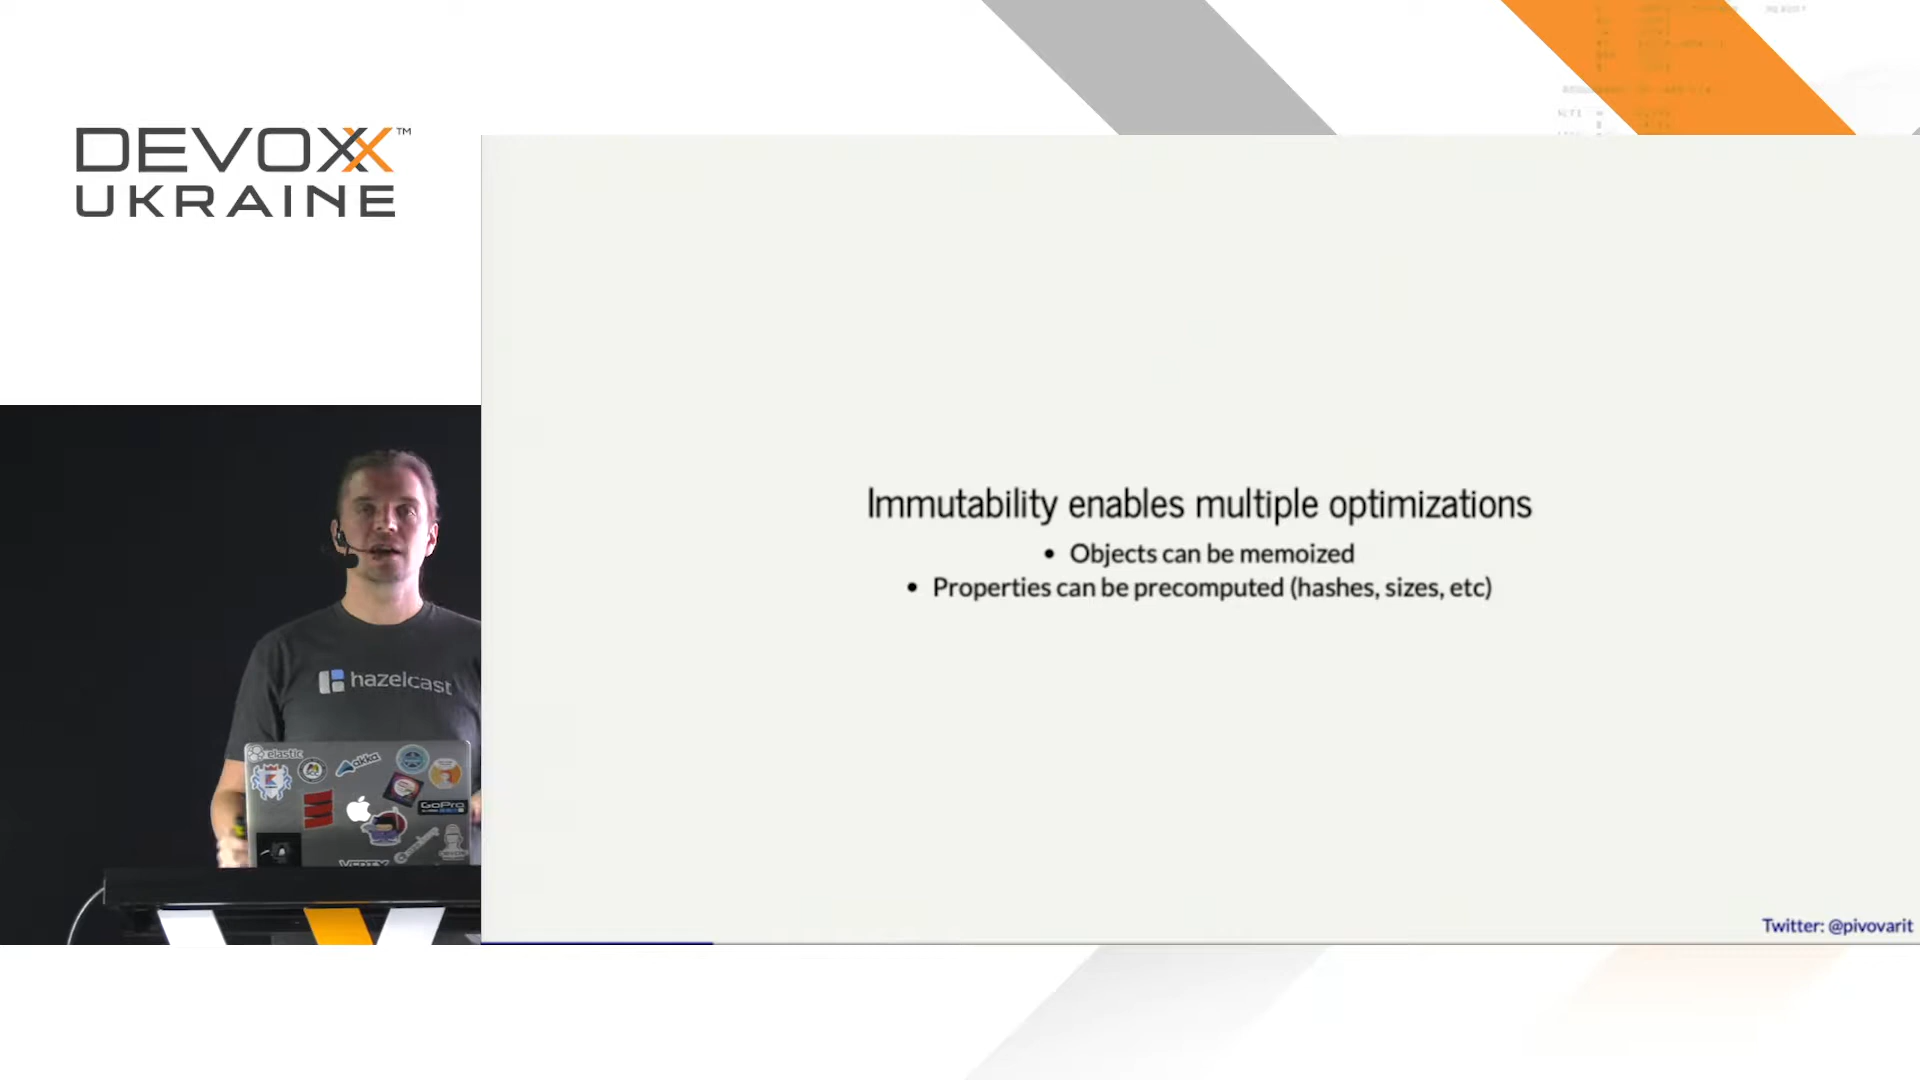 DEVOXX™
UKRAINE
Immutability enables multiple optimizations
• Objects can be memoized
• Properties can be precomputed (hashes, sizes, etc)
hazelcast
elastic
akka
GoPro
VERTX
Twitter: @pivovarit